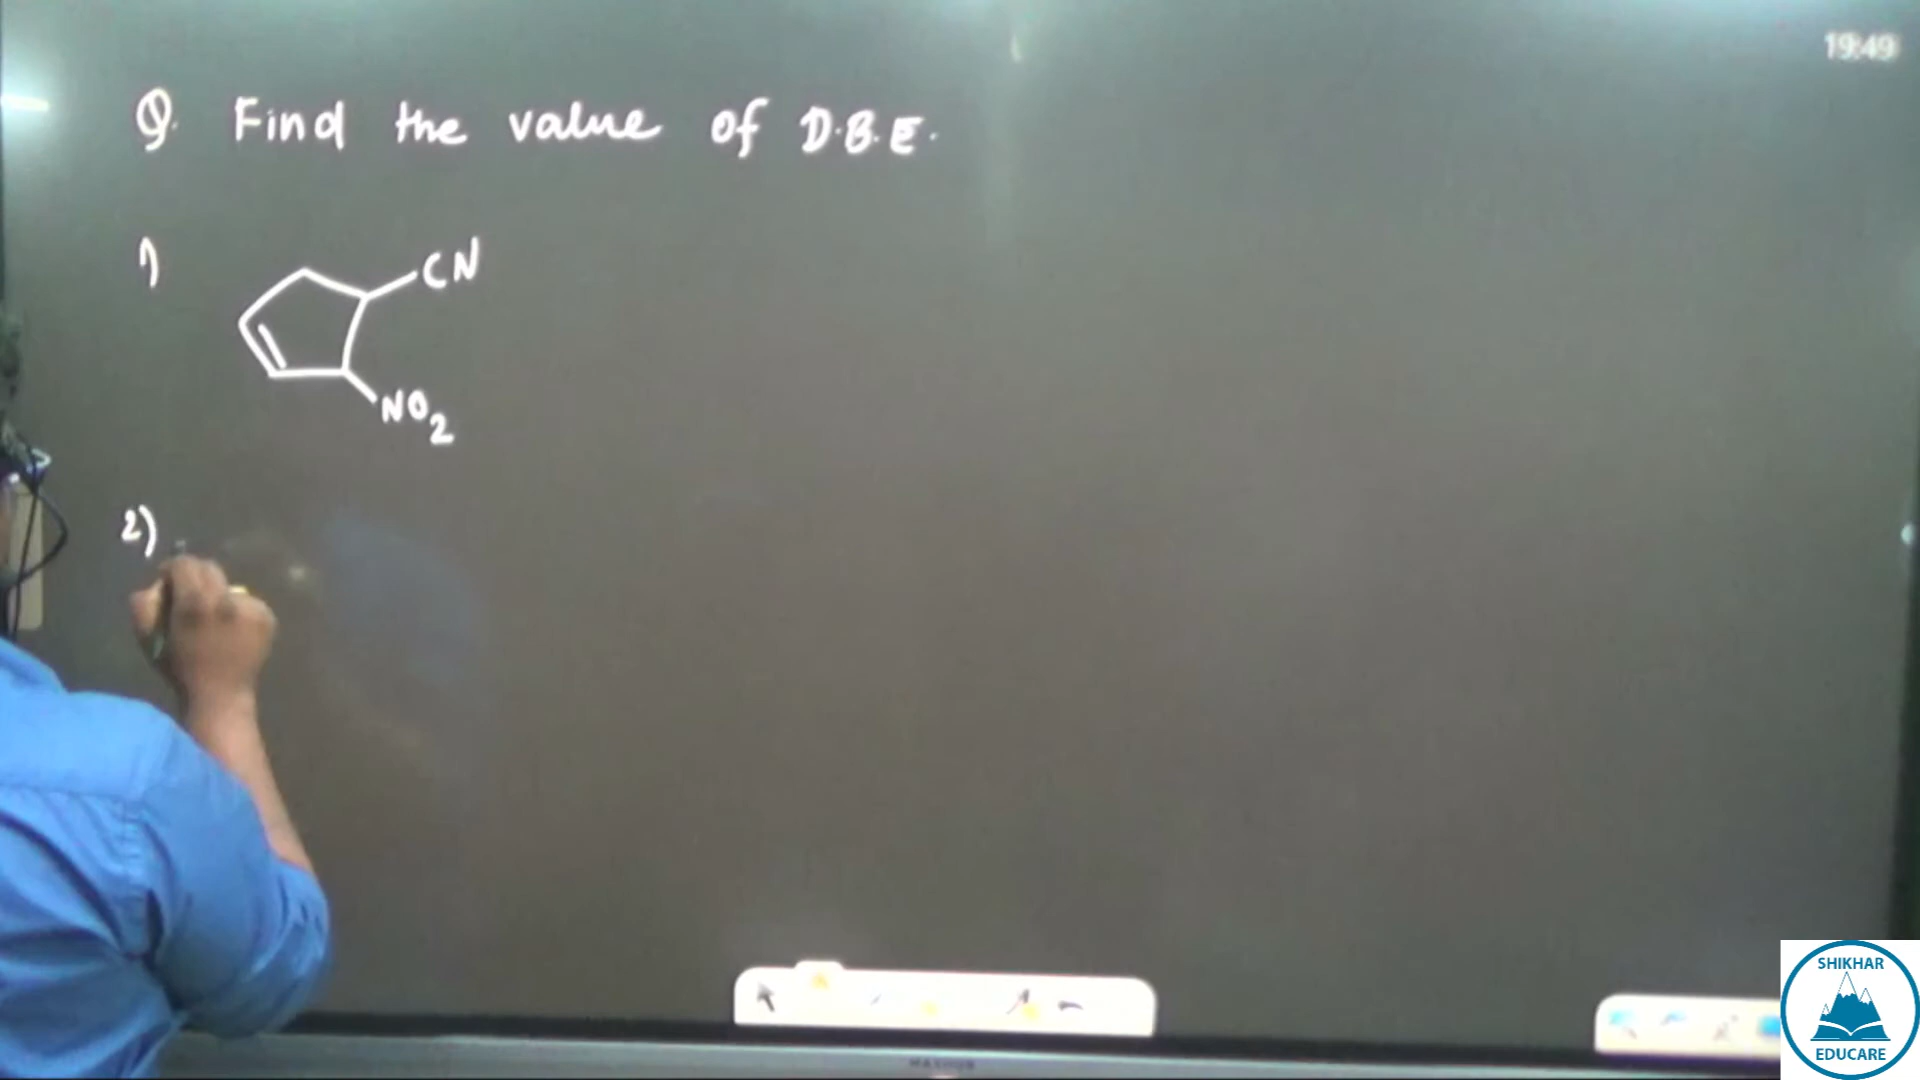 19:49
Q. Find the value of D.B.E.
1)
CN
NO2
2)
SHIKHAR
EDUCARE